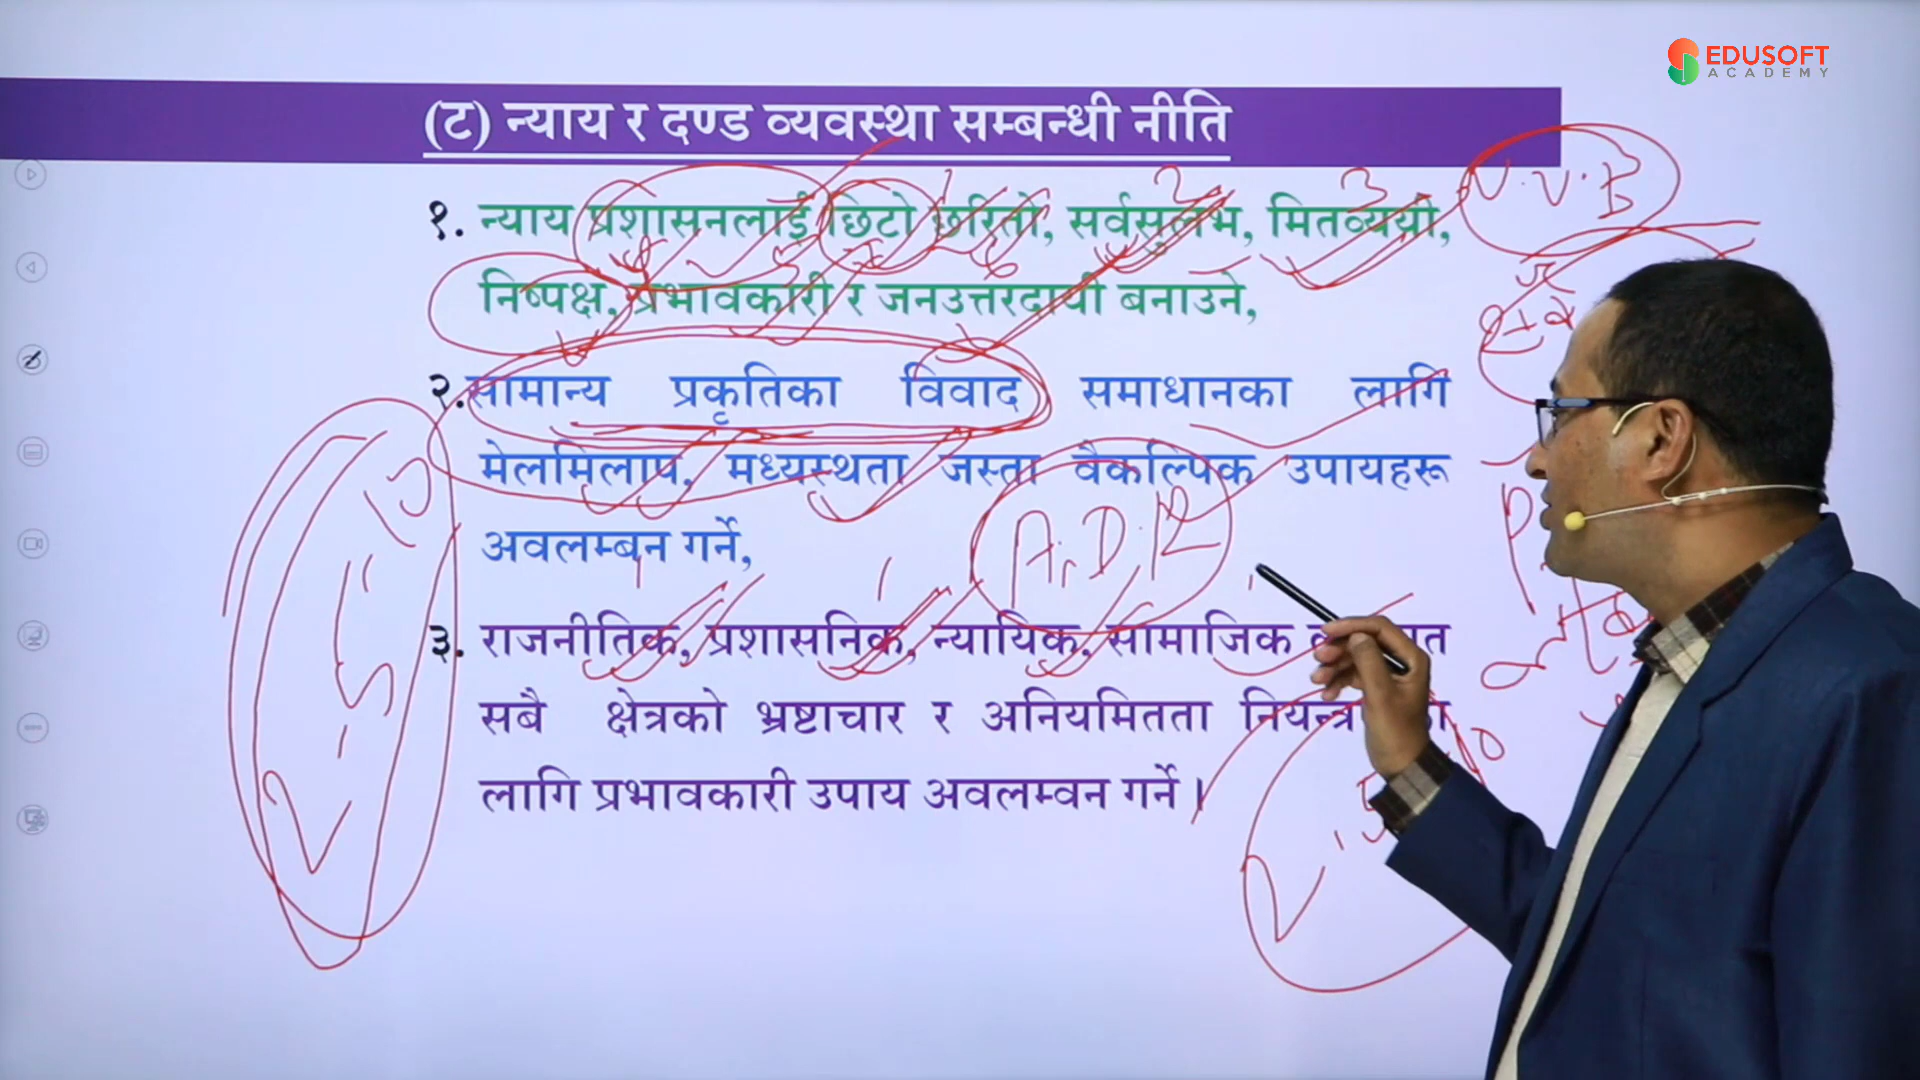 EDUSOFT
ACADEMY
(ट) न्याय र दण्ड व्यवस्था सम्बन्धी नीति
१. न्याय प्रशासनलाई छिटो छरितो, सर्वसुलभ, मितव्ययी,
निष्पक्ष, प्रभावकारी र जनउत्तरदायी बनाउने,
२.सामान्य प्रकृतिका विवाद समाधानका लागि
मेलमिलाप, मध्यस्थता जस्ता वैकल्पिक उपायहरू
अवलम्बन गर्ने,
३. राजनीतिक, प्रशासनिक, न्यायिक, सामाजिक
सबै क्षेत्रको भ्रष्टाचार र अनियमितता
लागि प्रभावकारी उपाय अवलम्वन गर्ने।
V.V.B
A.D.R